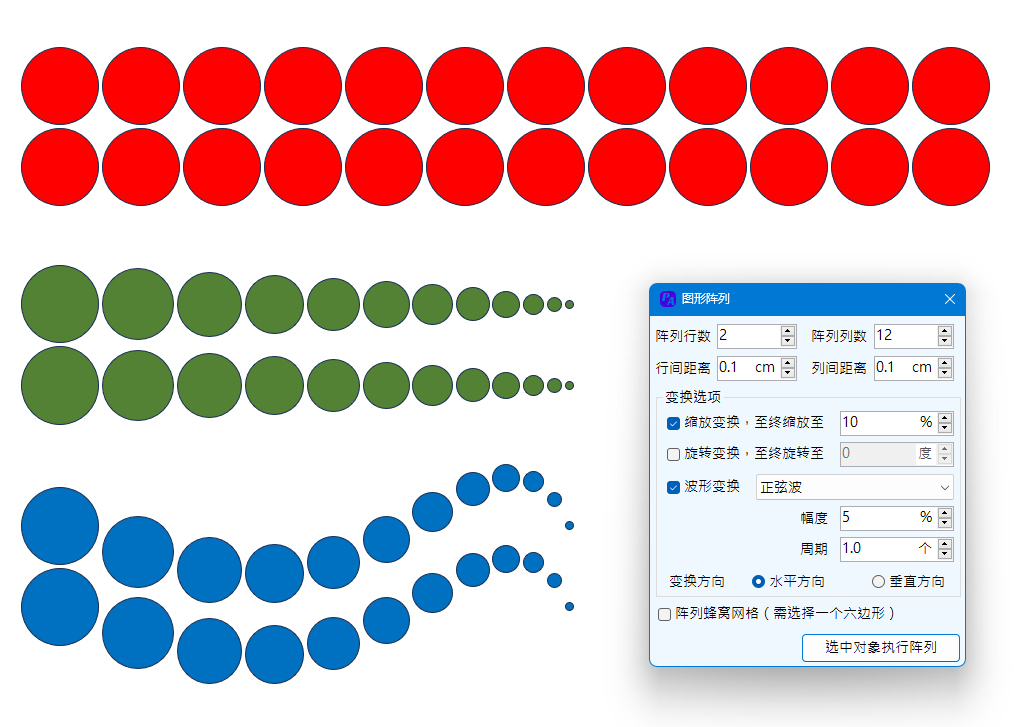 图形阵列
阵列行数 2 阵列列数 12
行间距离 0.1 cm 列间距离 0.1 cm
变换选项
缩放变换，至终缩放至 10 %
旋转变换，至终旋转至 0 度
波形变换 正弦波
幅度 5 %
周期 1.0 个
变换方向 水平方向 垂直方向
阵列蜂窝网格（需选择一个六边形）
选中对象执行阵列